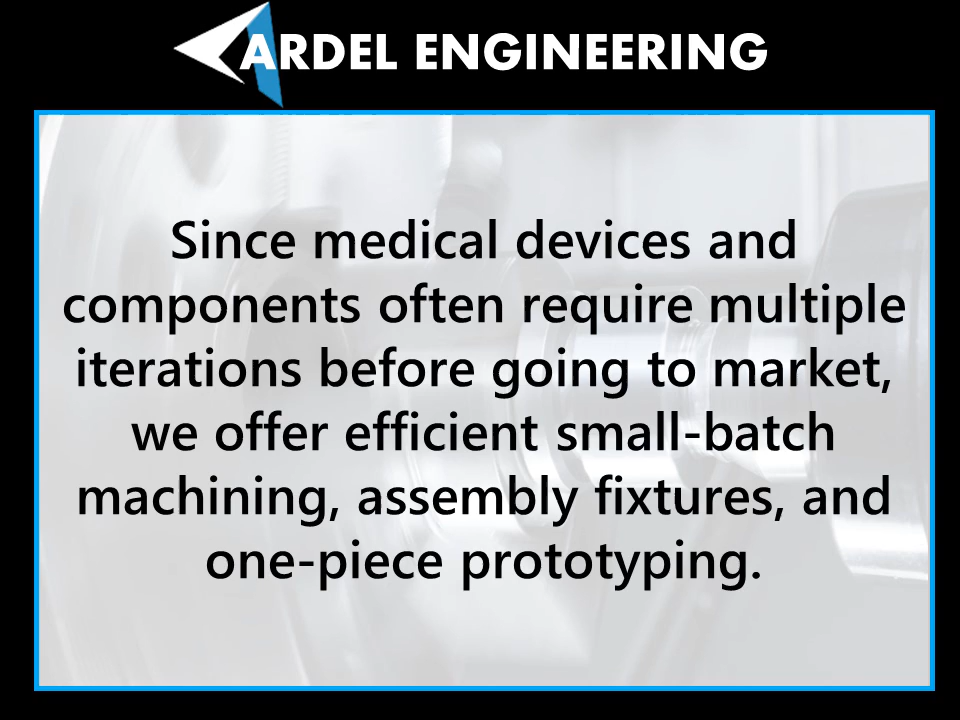 ARDEL ENGINEERING
Since medical devices and
components often require multiple
iterations before going to market,
we offer efficient small-batch
machining, assembly fixtures, and
one-piece prototyping.